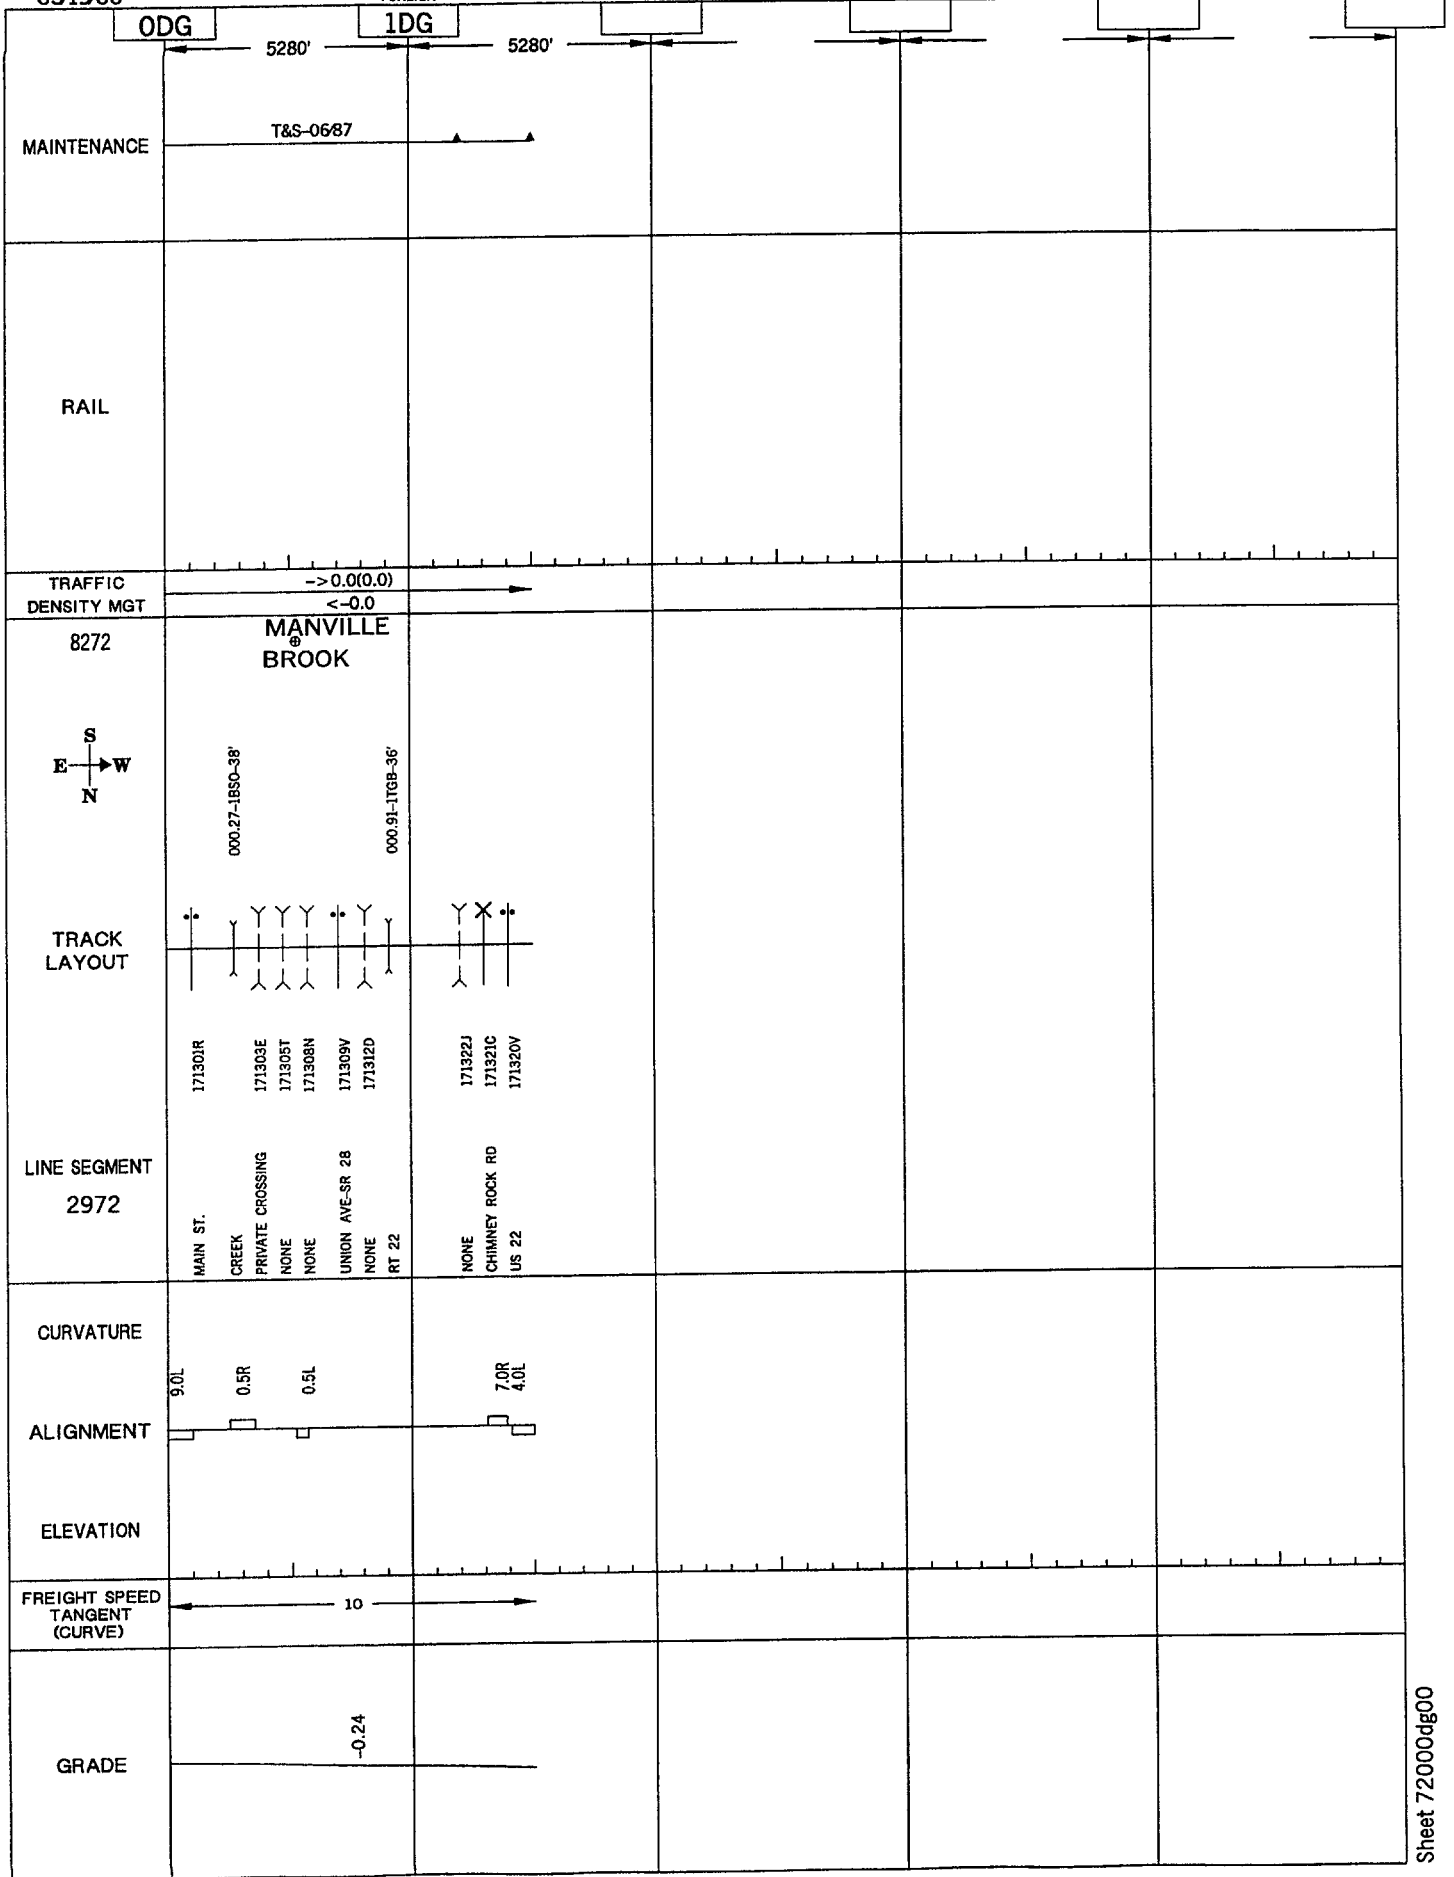 0DG
1DG
5280'
5280'
T&S-06/87
MAINTENANCE
RAIL
TRAFFIC
DENSITY MGT
->0.0(0.0)
<-0.0
8272
MANVILLE
BROOK
S
E W
N
000.27-1BSO-38'
000.91-1TGB-36'
TRACK
LAYOUT
171301R
171303E
171305T
171308N
171309V
171312D
171322J
171321C
171320V
LINE SEGMENT
2972
MAIN ST.
CREEK
PRIVATE CROSSING
NONE
NONE
UNION AVE-SR 28
NONE
RT 22
NONE
CHIMNEY ROCK RD
US 22
CURVATURE
9.0L
0.5R
0.5L
7.0R
4.0L
ALIGNMENT
ELEVATION
FREIGHT SPEED
TANGENT
(CURVE)
10
GRADE
-0.24
Sheet 72000dg00